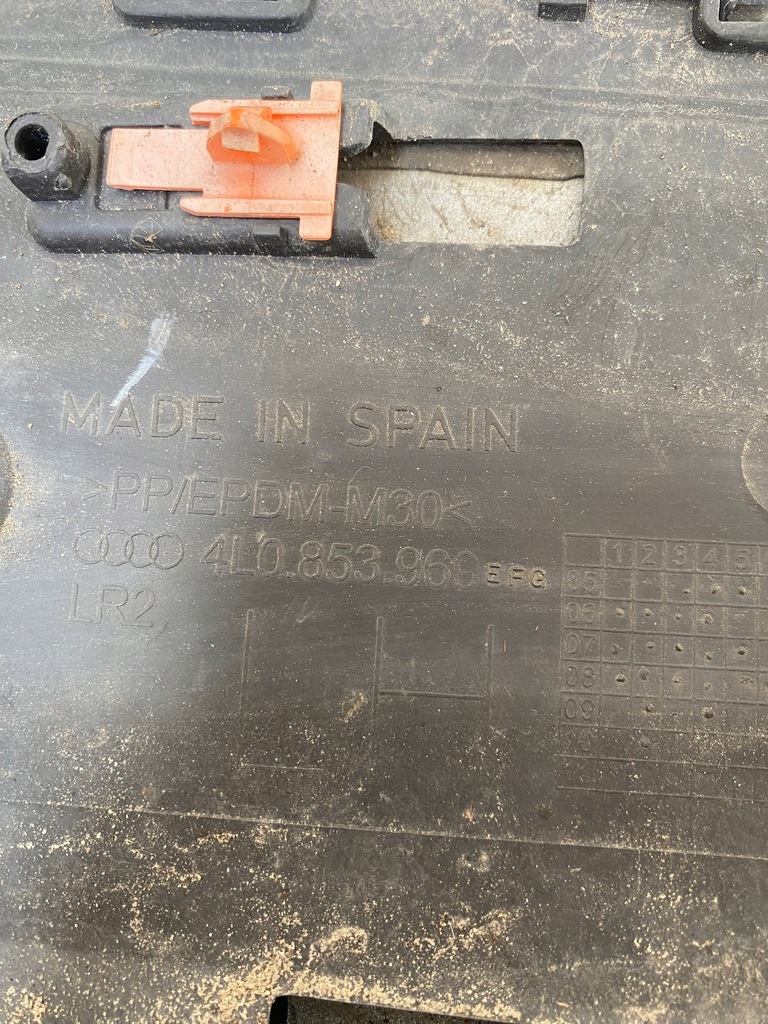 MADE IN SPAIN
>PP/EPDM-M30<
4L0.853.969 E F G
LR2
1 2 3 4 5
05
06
07
08
09